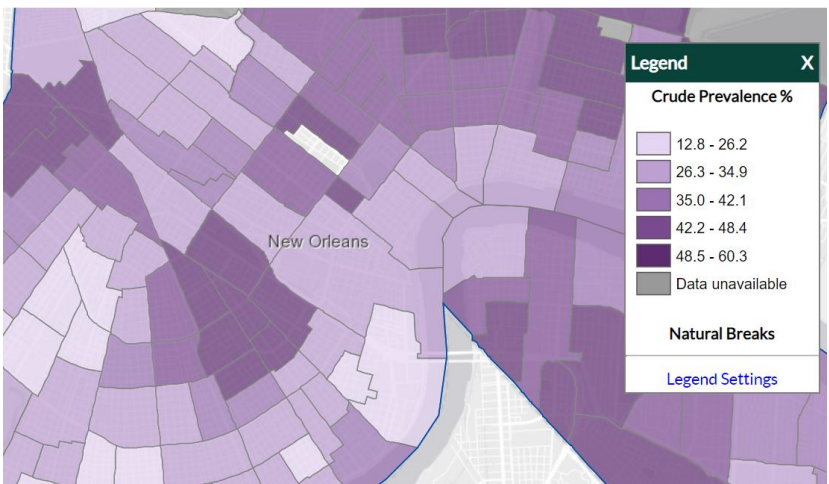 Legend X
Crude Prevalence %
12.8 - 26.2
26.3 - 34.9
35.0 - 42.1
42.2 - 48.4
48.5 - 60.3
Data unavailable
Natural Breaks
Legend Settings
New Orleans